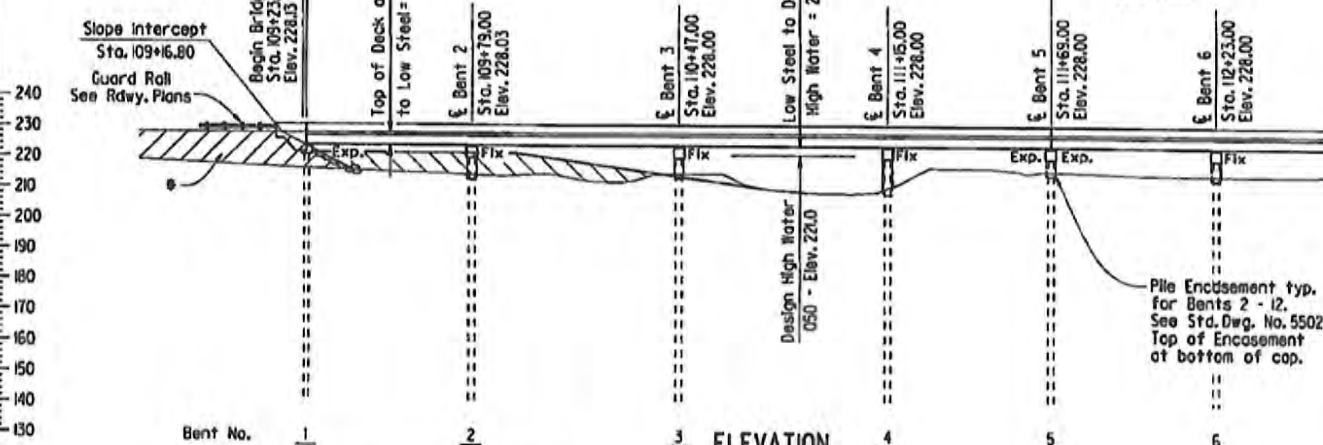 Slope Intercept
Sta. 109+16.80
Guard Rail
See Rdwy. Plans
Begin
Sta. 109+23
Elev. 228.13
Top of Deck
to Low Steel=
₵ Bent 2
Sta. 109+79.00
Elev. 228.03
₵ Bent 3
Sta. 110+47.00
Elev. 228.00
Low Steel to
High Water =
₵ Bent 4
Sta. 111+15.00
Elev. 228.00
₵ Bent 5
Sta. 111+69.00
Elev. 228.00
₵ Bent 6
Sta. 112+23.00
Elev. 228.00
240
230
220
210
200
190
180
170
160
150
140
130
Exp.
Fix
Fix
Fix
Exp.
Exp.
Fix
Design High Water
Q50 - Elev. 221.0
Pile Encasement typ.
for Bents 2 - 12.
See Std. Dwg. No. 5502
Top of Encasement
at bottom of cap.
Bent No.
1
2
3
ELEVATION
4
5
6